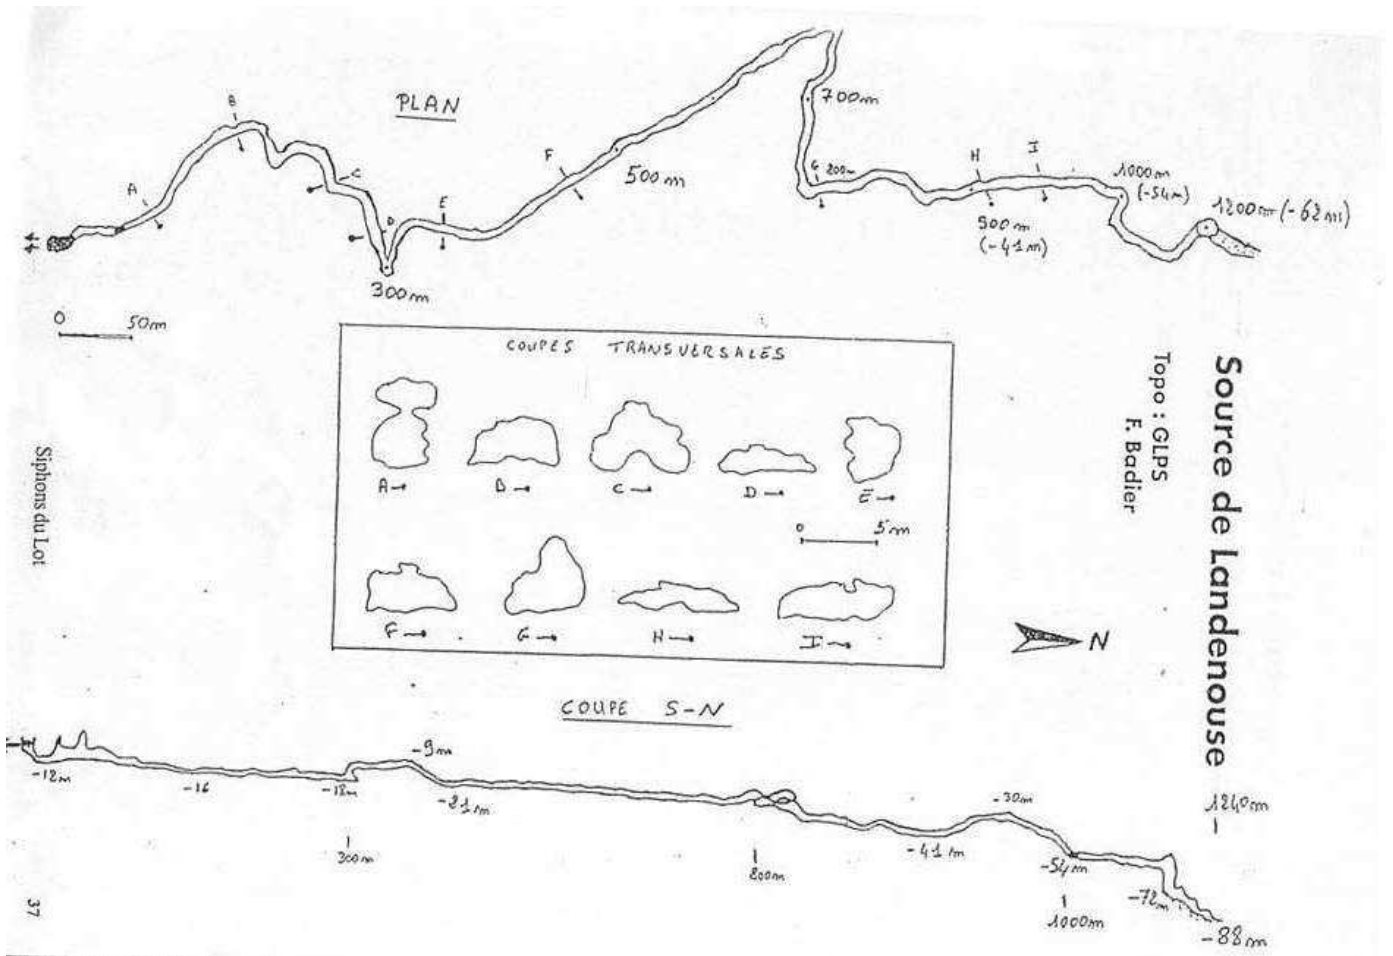 PLAN
A
B
C
D
E
F
G
H
I
300m
500m
700m
200m
900m
(-41m)
1000m
(-54m)
1200m (-62m)
0 50m
COUPES TRANSVERSALES
A B C D E
0 5m
F G H I
N
Source de Landenouse
Topo : GLPS
F. Badier
Siphons du Lot
37
COUPE S-N
-12m
-16
-18m
-9m
-21m
300m
800m
-41m
-30m
-54m
1000m
-72m
-88m
1240m